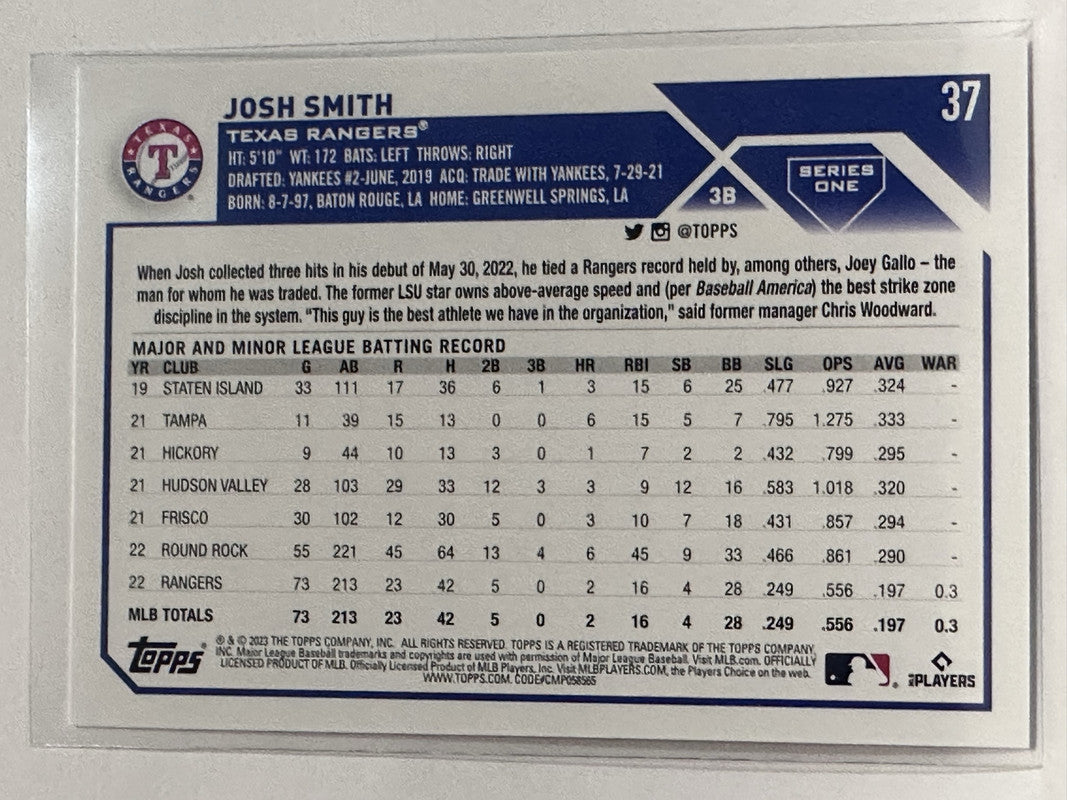 37
JOSH SMITH
TEXAS RANGERS®
HT: 5'10" WT: 172 BATS: LEFT THROWS: RIGHT
DRAFTED: YANKEES #2-JUNE, 2019 ACQ: TRADE WITH YANKEES, 7-29-21
BORN: 8-7-97, BATON ROUGE, LA HOME: GREENWELL SPRINGS, LA
TEXAS
T
RANGERS
3B
SERIES
ONE
@TOPPS
When Josh collected three hits in his debut of May 30, 2022, he tied a Rangers record held by, among others, Joey Gallo – the
man for whom he was traded. The former LSU star owns above-average speed and (per Baseball America) the best strike zone
discipline in the system. "This guy is the best athlete we have in the organization," said former manager Chris Woodward.
MAJOR AND MINOR LEAGUE BATTING RECORD
YR CLUB G AB R H 2B 3B HR RBI SB BB SLG OPS AVG WAR
19 STATEN ISLAND 33 111 17 36 6 1 3 15 6 25 .477 .927 .324 -
21 TAMPA 11 39 15 13 0 0 6 15 5 7 .795 1.275 .333 -
21 HICKORY 9 44 10 13 3 0 1 7 2 2 .432 .799 .295 -
21 HUDSON VALLEY 28 103 29 33 12 3 3 9 12 16 .583 1.018 .320 -
21 FRISCO 30 102 12 30 5 0 3 10 7 18 .431 .857 .294 -
22 ROUND ROCK 55 221 45 64 13 4 6 45 9 33 .466 .861 .290 -
22 RANGERS 73 213 23 42 5 0 2 16 4 28 .249 .556 .197 0.3
MLB TOTALS 73 213 23 42 5 0 2 16 4 28 .249 .556 .197 0.3
Topps®
® & © 2023 THE TOPPS COMPANY, INC. ALL RIGHTS RESERVED. TOPPS IS A REGISTERED TRADEMARK OF THE TOPPS COMPANY,
INC. Major League Baseball trademarks and copyrights are used with permission of Major League Baseball. Visit MLB.com. OFFICIALLY
LICENSED PRODUCT OF MLB. Officially Licensed Product of MLB Players, Inc. Visit MLBPLAYERS.COM, the Players Choice on the web.
WWW.TOPPS.COM. CODE#CMP058565
MLB PLAYERS